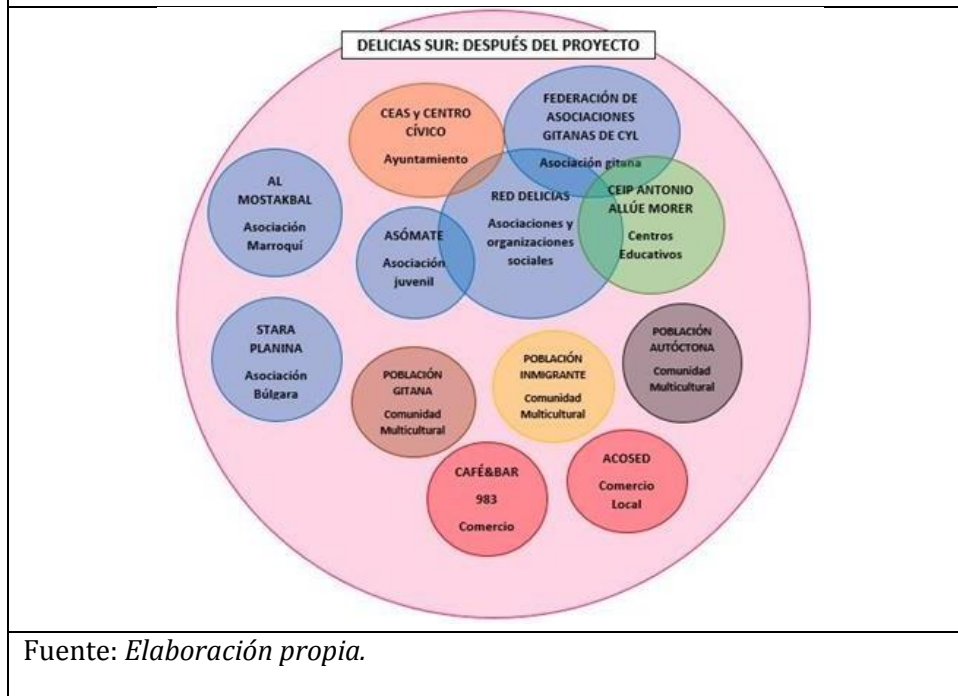 DELICIAS SUR: DESPUÉS DEL PROYECTO
CEAS y CENTRO
CÍVICO
Ayuntamiento
FEDERACIÓN DE
ASOCIACIONES
GITANAS DE CYL
Asociación gitana
AL
MOSTAKBAL
Asociación
Marroquí
ASÓMATE
Asociación
juvenil
RED DELICIAS
Asociaciones y
organizaciones
sociales
CEIP ANTONIO
ALLÚE MORER
Centros
Educativos
STARA
PLANINA
Asociación
Búlgara
POBLACIÓN
GITANA
Comunidad
Multicultural
POBLACIÓN
INMIGRANTE
Comunidad
Multicultural
POBLACIÓN
AUTÓCTONA
Comunidad
Multicultural
CAFÉ&BAR
983
Comercio
ACOSED
Comercio
Local
Fuente: Elaboración propia.